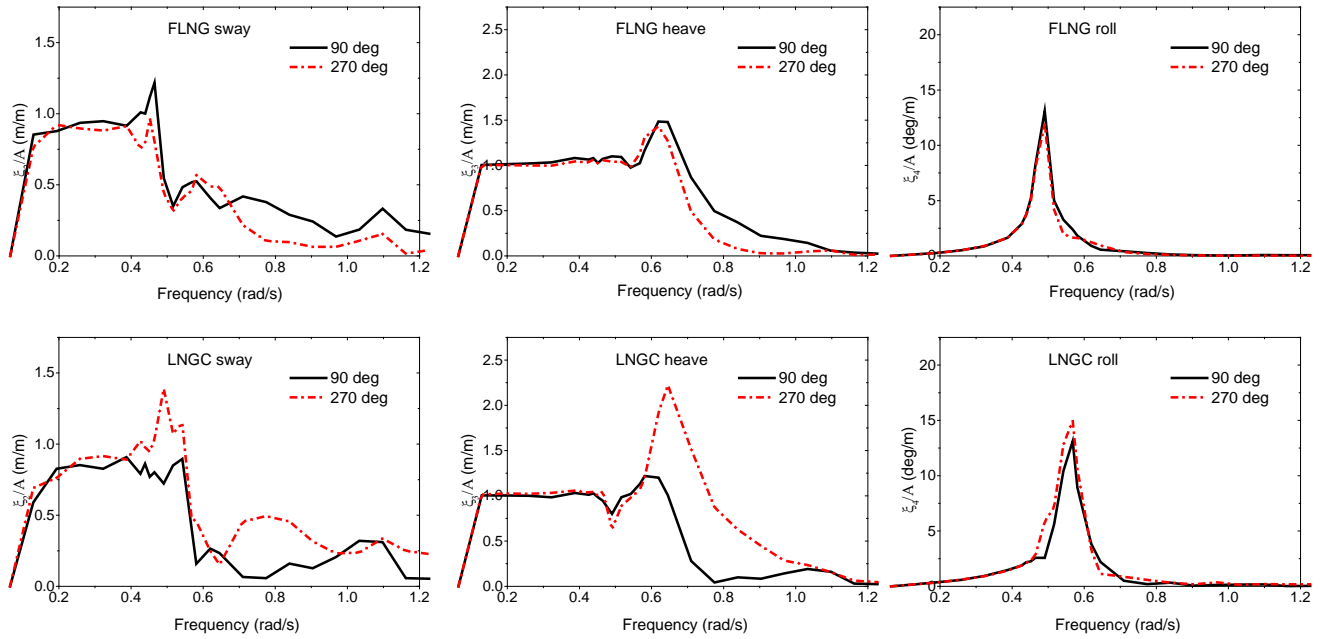 FLNG sway
90 deg
270 deg
1.5
1.0
0.5
0.0
ξ₂/A (m/m)
0.2 0.4 0.6 0.8 1.0 1.2
Frequency (rad/s)
FLNG heave
90 deg
270 deg
2.5
2.0
1.5
1.0
0.5
0.0
ξ₃/A (m/m)
0.2 0.4 0.6 0.8 1.0 1.2
Frequency (rad/s)
FLNG roll
90 deg
270 deg
20
15
10
5
0
ξ₄/A (deg/m)
0.2 0.4 0.6 0.8 1.0 1.2
Frequency (rad/s)
LNGC sway
90 deg
270 deg
1.5
1.0
0.5
0.0
ξ₂/A (m/m)
0.2 0.4 0.6 0.8 1.0 1.2
Frequency (rad/s)
LNGC heave
90 deg
270 deg
2.5
2.0
1.5
1.0
0.5
0.0
/A (m/m)
0.2 0.4 0.6 0.8 1.0 1.2
Frequency (rad/s)
LNGC roll
90 deg
270 deg
20
15
10
5
0
ξ₄/A (deg/m)
0.2 0.4 0.6 0.8 1.0 1.2
Frequency (rad/s)